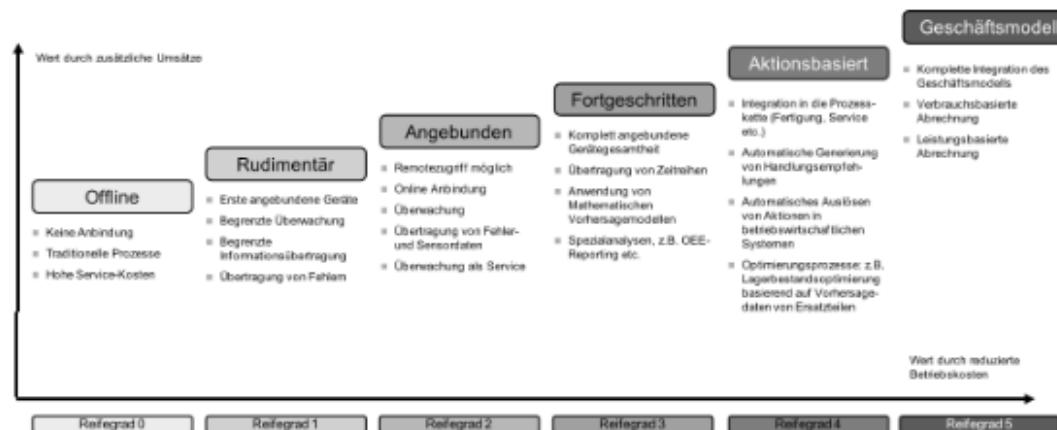 Wert durch zusätzliche Umsätze
Offline
Keine Anbindung
Traditionelle Prozesse
Hohe Service-Kosten
Rudimentär
Erste angebundene Geräte
Begrenzte Überwachung
Begrenzte
Informationsübertragung
Übertragung von Fehlern
Angebunden
Remotezugriff möglich
Online Anbindung
Überwachung
Übertragung von Fehler-
und Sensordaten
Überwachung als Service
Fortgeschritten
Komplett angebundene
Gerätegesamtheit
Übertragung von Zeitreihen
Anwendung von
Mathematischen
Vorhersagemodellen
Spezialanalysen, z.B. OEE-
Reporting etc.
Aktionsbasiert
Integration in die Prozess-
kette (Fertigung, Service
etc.)
Automatische Generierung
von Handlungsempfeh-
lungen
Automatisches Auslösen
von Aktionen in
betriebswirtschaftlichen
Systemen
Optimierungsprozesse: z.B.
Lagerbestandsoptimierung
basierend auf Vorhersage-
daten von Ersatzteilen
Geschäftsmodell
Komplette Integration des
Geschäftsmodells
Verbrauchsbasierte
Abrechnung
Leistungsbasierte
Abrechnung
Wert durch reduzierte
Betriebskosten
Reifegrad 0
Reifegrad 1
Reifegrad 2
Reifegrad 3
Reifegrad 4
Reifegrad 5